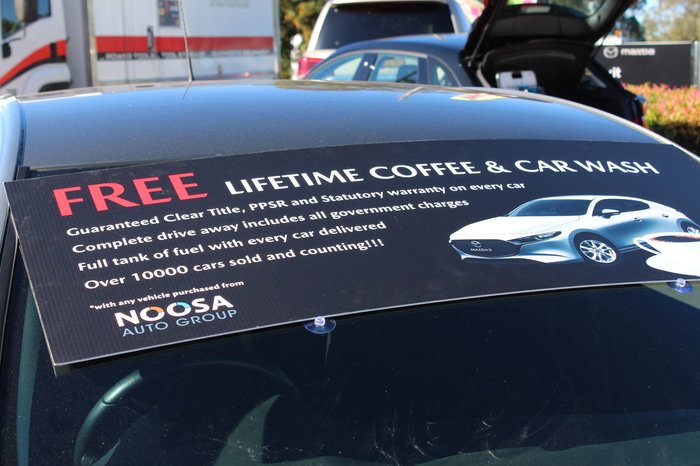 FREE LIFETIME COFFEE & CAR WASH
Guaranteed Clear Title, PPSR and Statutory warranty on every car
Complete drive away includes all government charges
Full tank of fuel with every car delivered
Over 10000 cars sold and counting!!!
*with any vehicle purchased from
NOOSA
AUTO GROUP
mazda